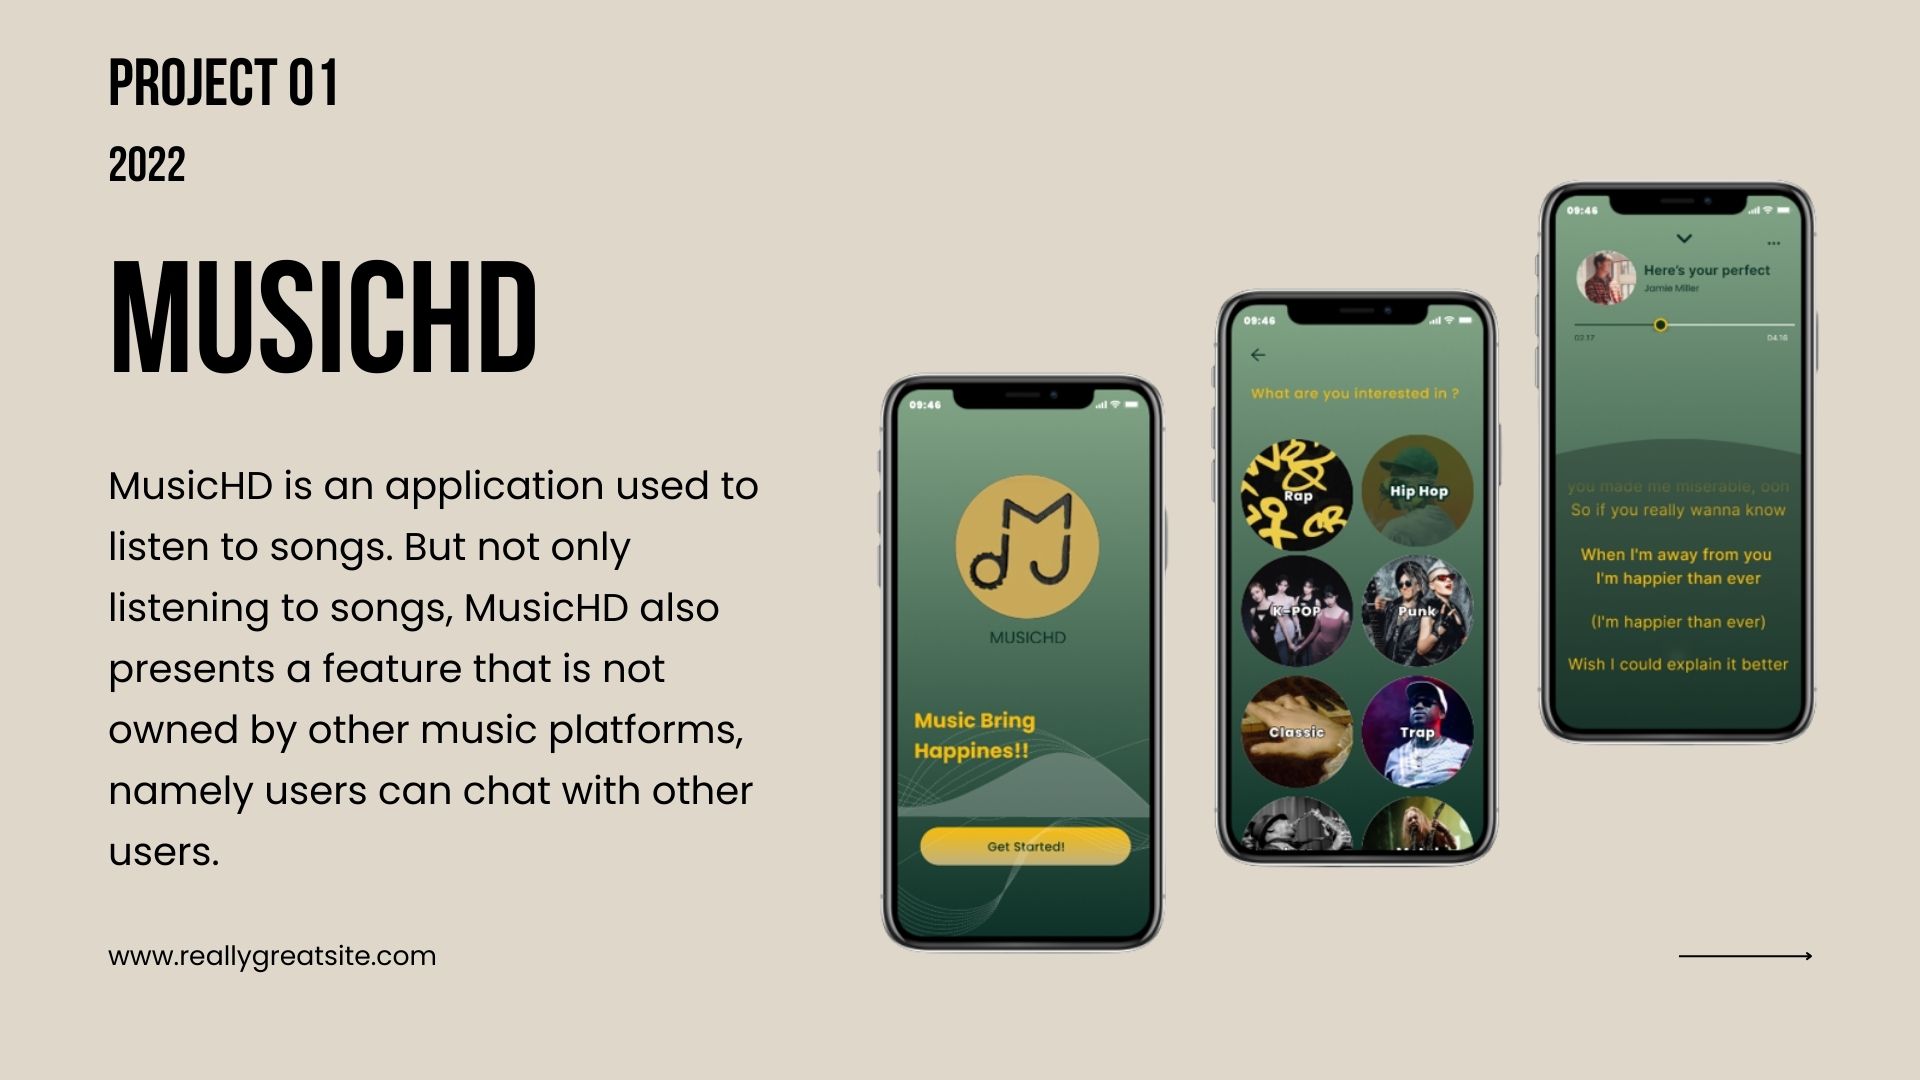 PROJECT 01
2022
MUSICHD
MusicHD is an application used to
listen to songs. But not only
listening to songs, MusicHD also
presents a feature that is not
owned by other music platforms,
namely users can chat with other
users.
www.reallygreatsite.com
09:46
MUSICHD
Music Bring
Happines!!
Get Started!
09:46
What are you interested in ?
Rap
Hip Hop
K-POP
Punk
Classic
Trap
09:46
Here's your perfect
Jamie Miller
02.17
04.16
you made me miserable, ooh
So if you really wanna know
When I'm away from you
I'm happier than ever
(I'm happier than ever)
Wish I could explain it better